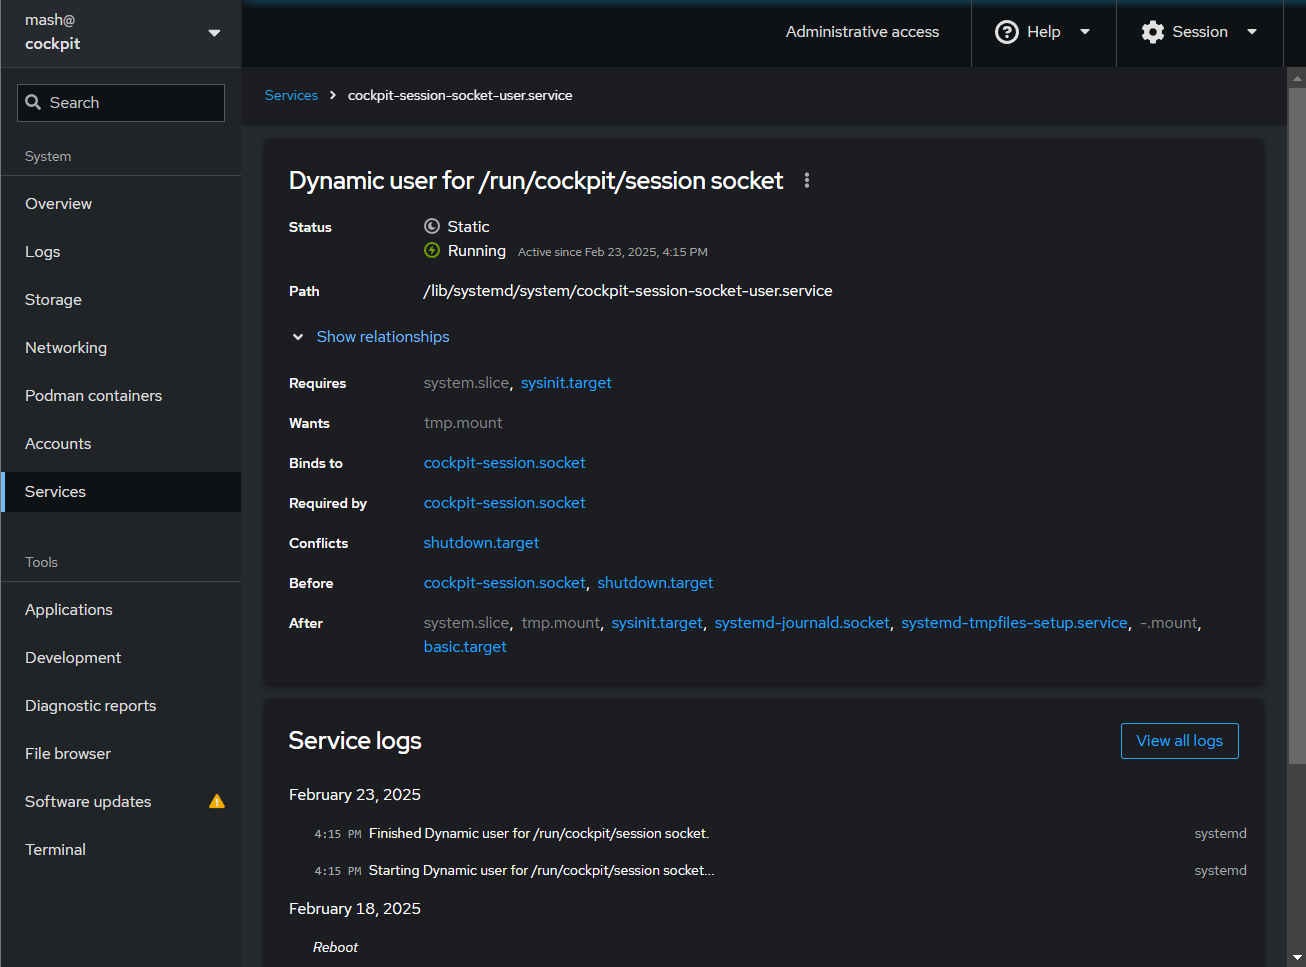 mash@
cockpit
Administrative access
Help
Session
Search
System
Overview
Logs
Storage
Networking
Podman containers
Accounts
Services
Tools
Applications
Development
Diagnostic reports
File browser
Software updates
Terminal
Services > cockpit-session-socket-user.service
Dynamic user for /run/cockpit/session socket
Status Static
Running Active since Feb 23, 2025, 4:15 PM
Path /lib/systemd/system/cockpit-session-socket-user.service
Show relationships
Requires system.slice, sysinit.target
Wants tmp.mount
Binds to cockpit-session.socket
Required by cockpit-session.socket
Conflicts shutdown.target
Before cockpit-session.socket, shutdown.target
After system.slice, tmp.mount, sysinit.target, systemd-journald.socket, systemd-tmpfiles-setup.service, -.mount,
basic.target
Service logs
View all logs
February 23, 2025
4:15 PM Finished Dynamic user for /run/cockpit/session socket. systemd
4:15 PM Starting Dynamic user for /run/cockpit/session socket... systemd
February 18, 2025
Reboot